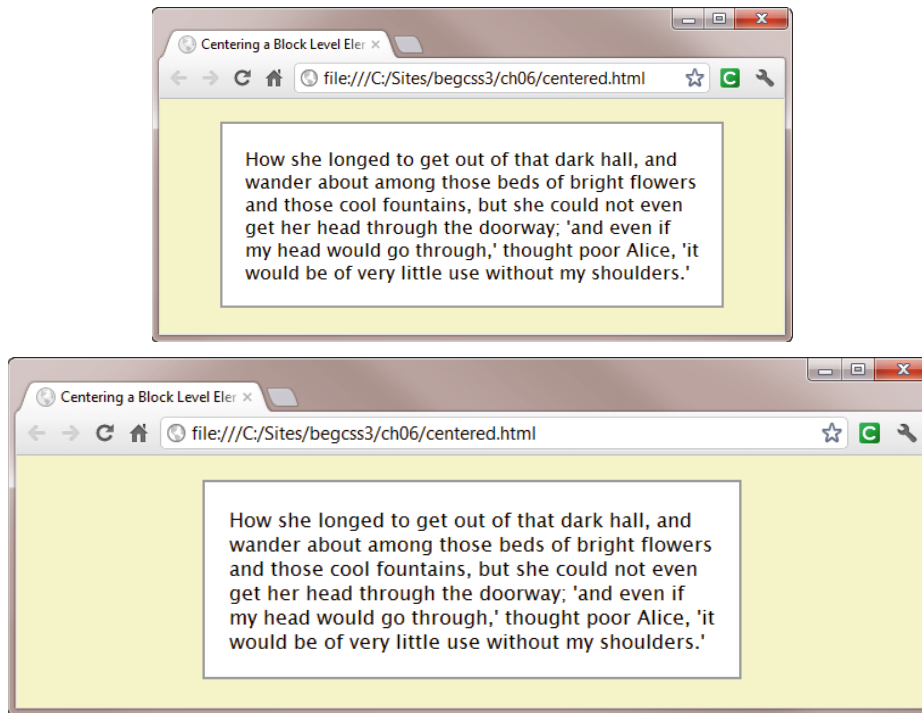 Centering a Block Level Eler
file:///C:/Sites/begcss3/ch06/centered.html
C
How she longed to get out of that dark hall, and
wander about among those beds of bright flowers
and those cool fountains, but she could not even
get her head through the doorway; 'and even if
my head would go through,' thought poor Alice, 'it
would be of very little use without my shoulders.'
Centering a Block Level Eler
file:///C:/Sites/begcss3/ch06/centered.html
C
How she longed to get out of that dark hall, and
wander about among those beds of bright flowers
and those cool fountains, but she could not even
get her head through the doorway; 'and even if
my head would go through,' thought poor Alice, 'it
would be of very little use without my shoulders.'